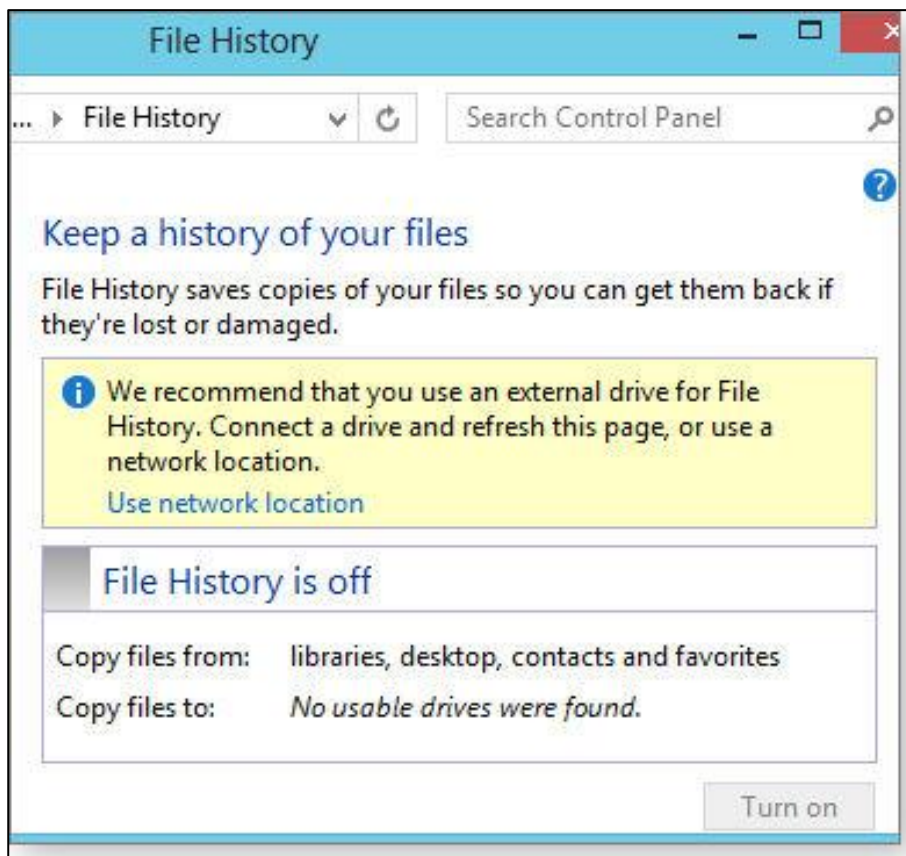 File History
... File History
Search Control Panel
?
Keep a history of your files
File History saves copies of your files so you can get them back if
they're lost or damaged.
We recommend that you use an external drive for File
History. Connect a drive and refresh this page, or use a
network location.
Use network location
File History is off
Copy files from: libraries, desktop, contacts and favorites
Copy files to: No usable drives were found.
Turn on